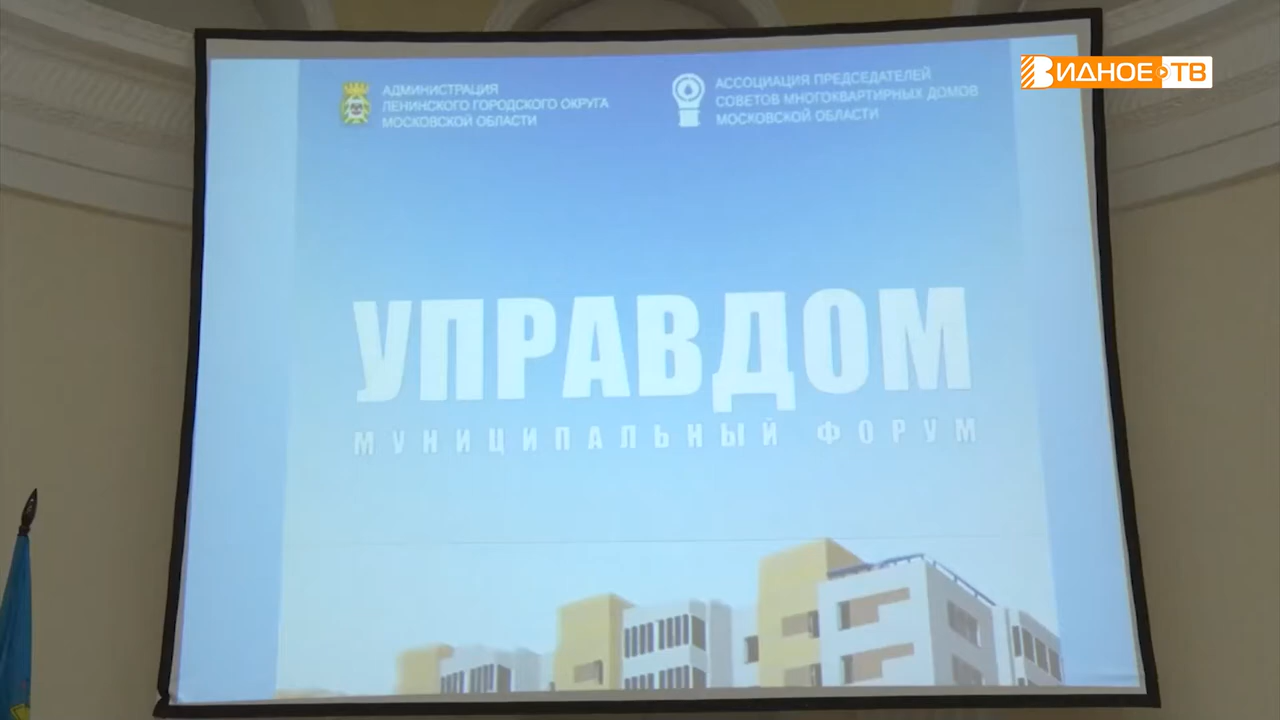 ВИДНОЕ ТВ
АДМИНИСТРАЦИЯ
ЛЕНИНСКОГО ГОРОДСКОГО ОКРУГА
МОСКОВСКОЙ ОБЛАСТИ
АССОЦИАЦИЯ ПРЕДСЕДАТЕЛЕЙ
СОВЕТОВ МНОГОКВАРТИРНЫХ ДОМОВ
МОСКОВСКОЙ ОБЛАСТИ
УПРАВДОМ
МУНИЦИПАЛЬНЫЙ ФОРУМ